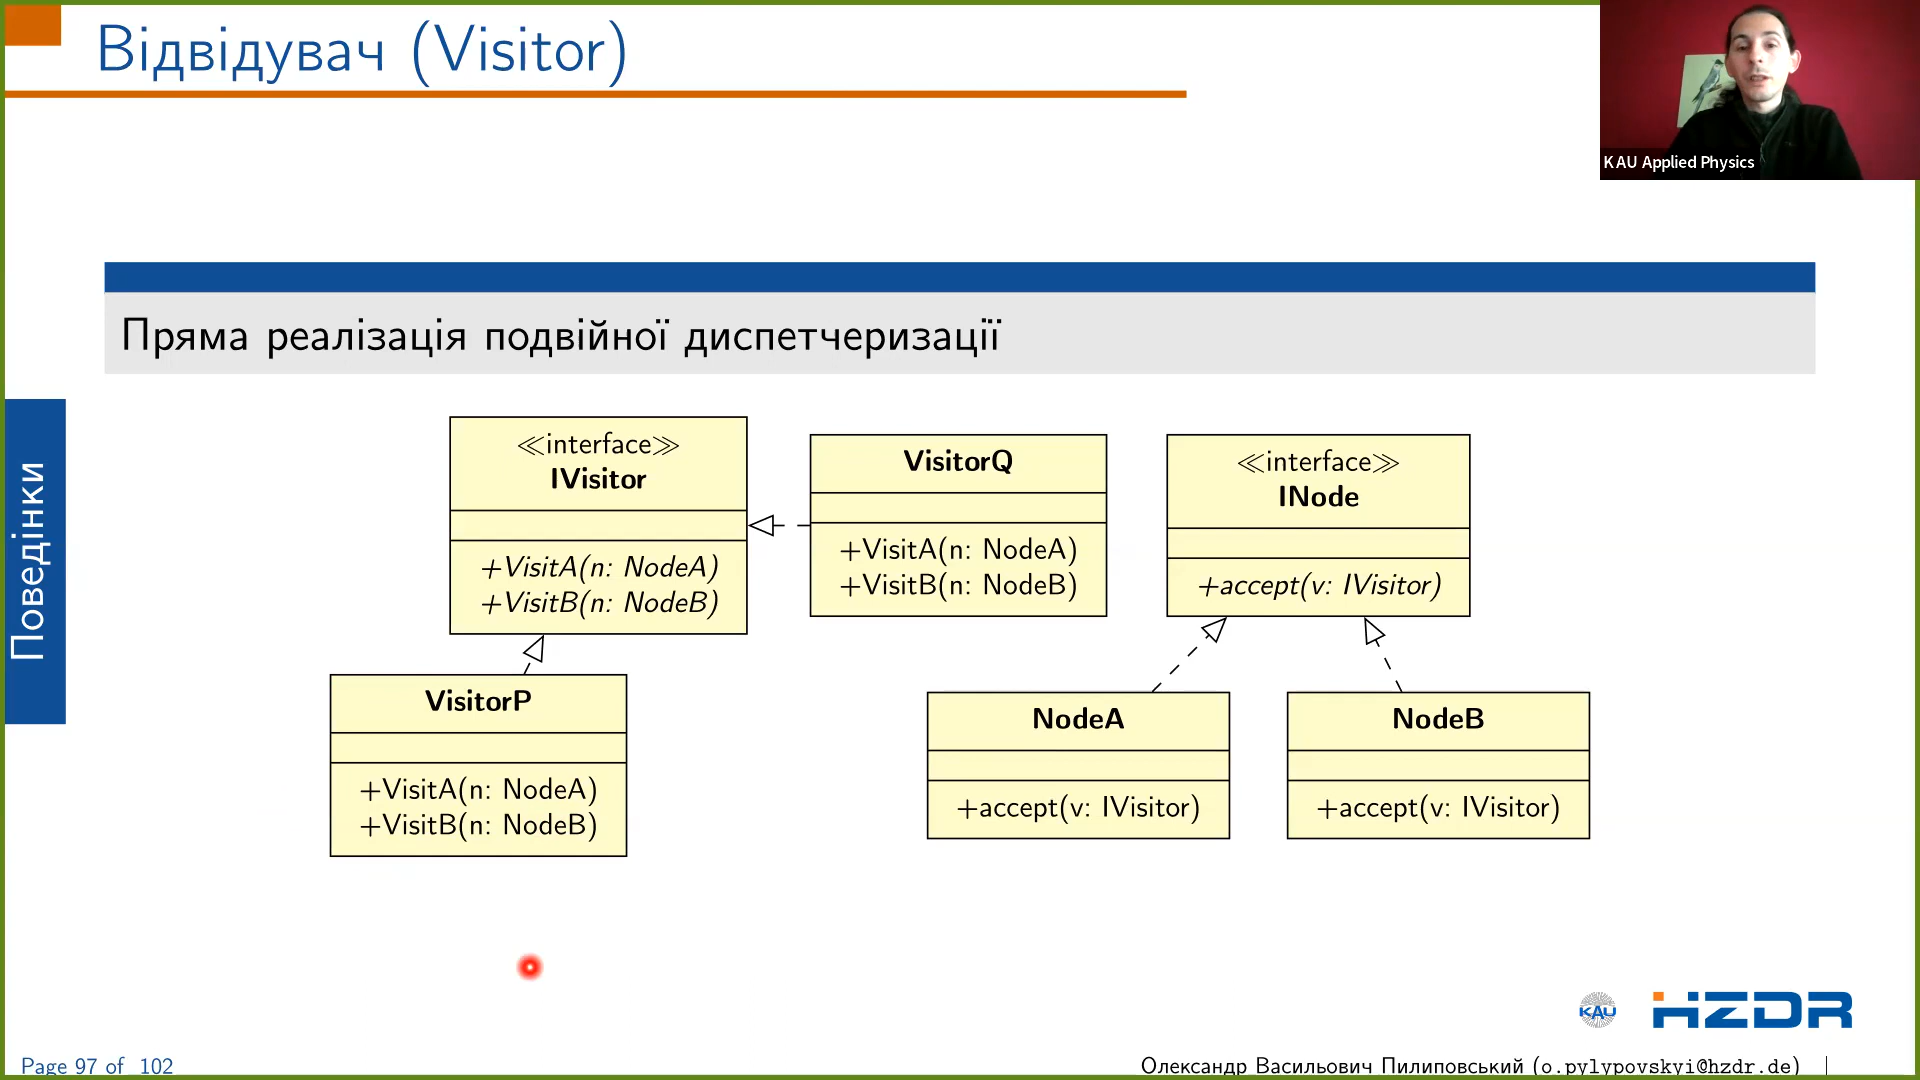 Відвідувач (Visitor)
KAU Applied Physics
Пряма реалізація подвійної диспетчеризації
Поведінки
≪interface≫
IVisitor
+VisitA(n: NodeA)
+VisitB(n: NodeB)
VisitorQ
+VisitA(n: NodeA)
+VisitB(n: NodeB)
≪interface≫
INode
+accept(v: IVisitor)
VisitorP
+VisitA(n: NodeA)
+VisitB(n: NodeB)
NodeA
+accept(v: IVisitor)
NodeB
+accept(v: IVisitor)
KAU
HZDR
Page 97 of 102
Олександр Васильович Пилиповський (o.pylypovskyi@hzdr.de)